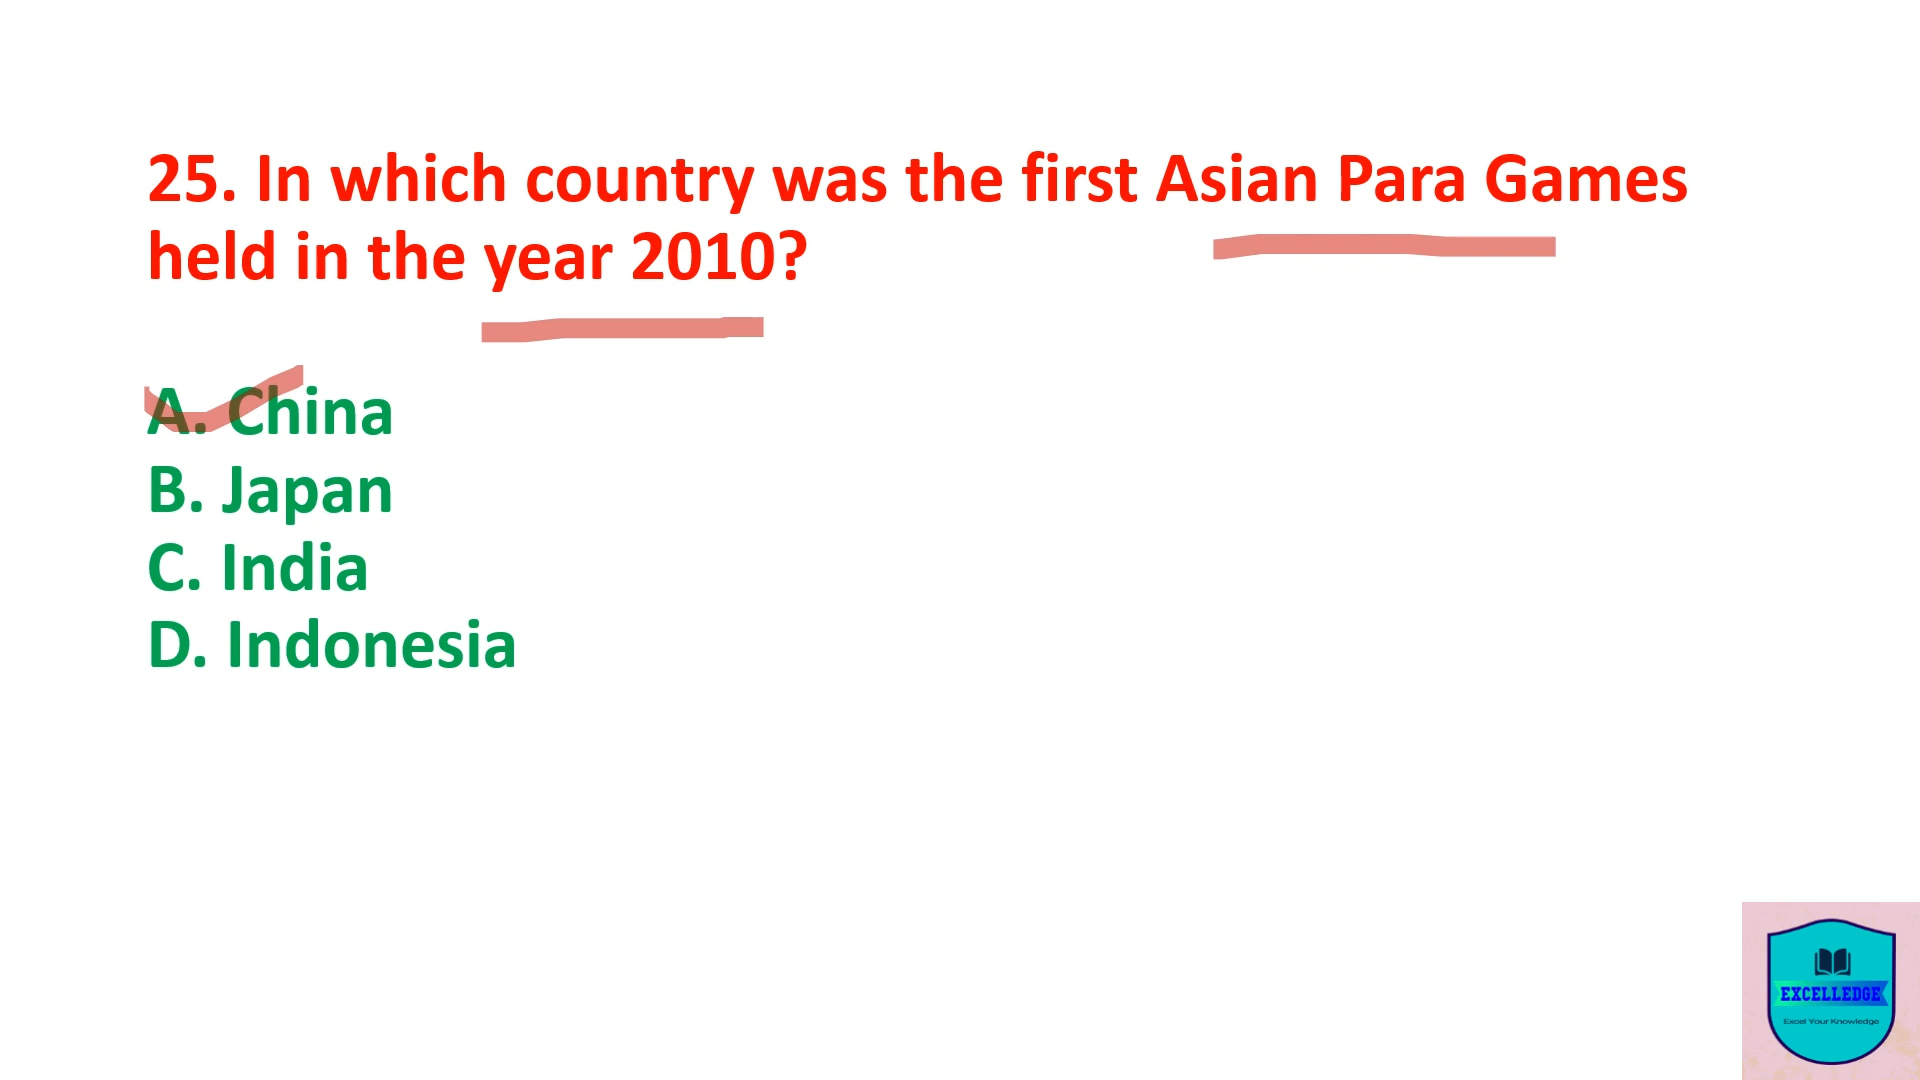 25. In which country was the first Asian Para Games
held in the year 2010?
A. China
B. Japan
C. India
D. Indonesia
EXCELLEDGE
Excel Your Knowledge